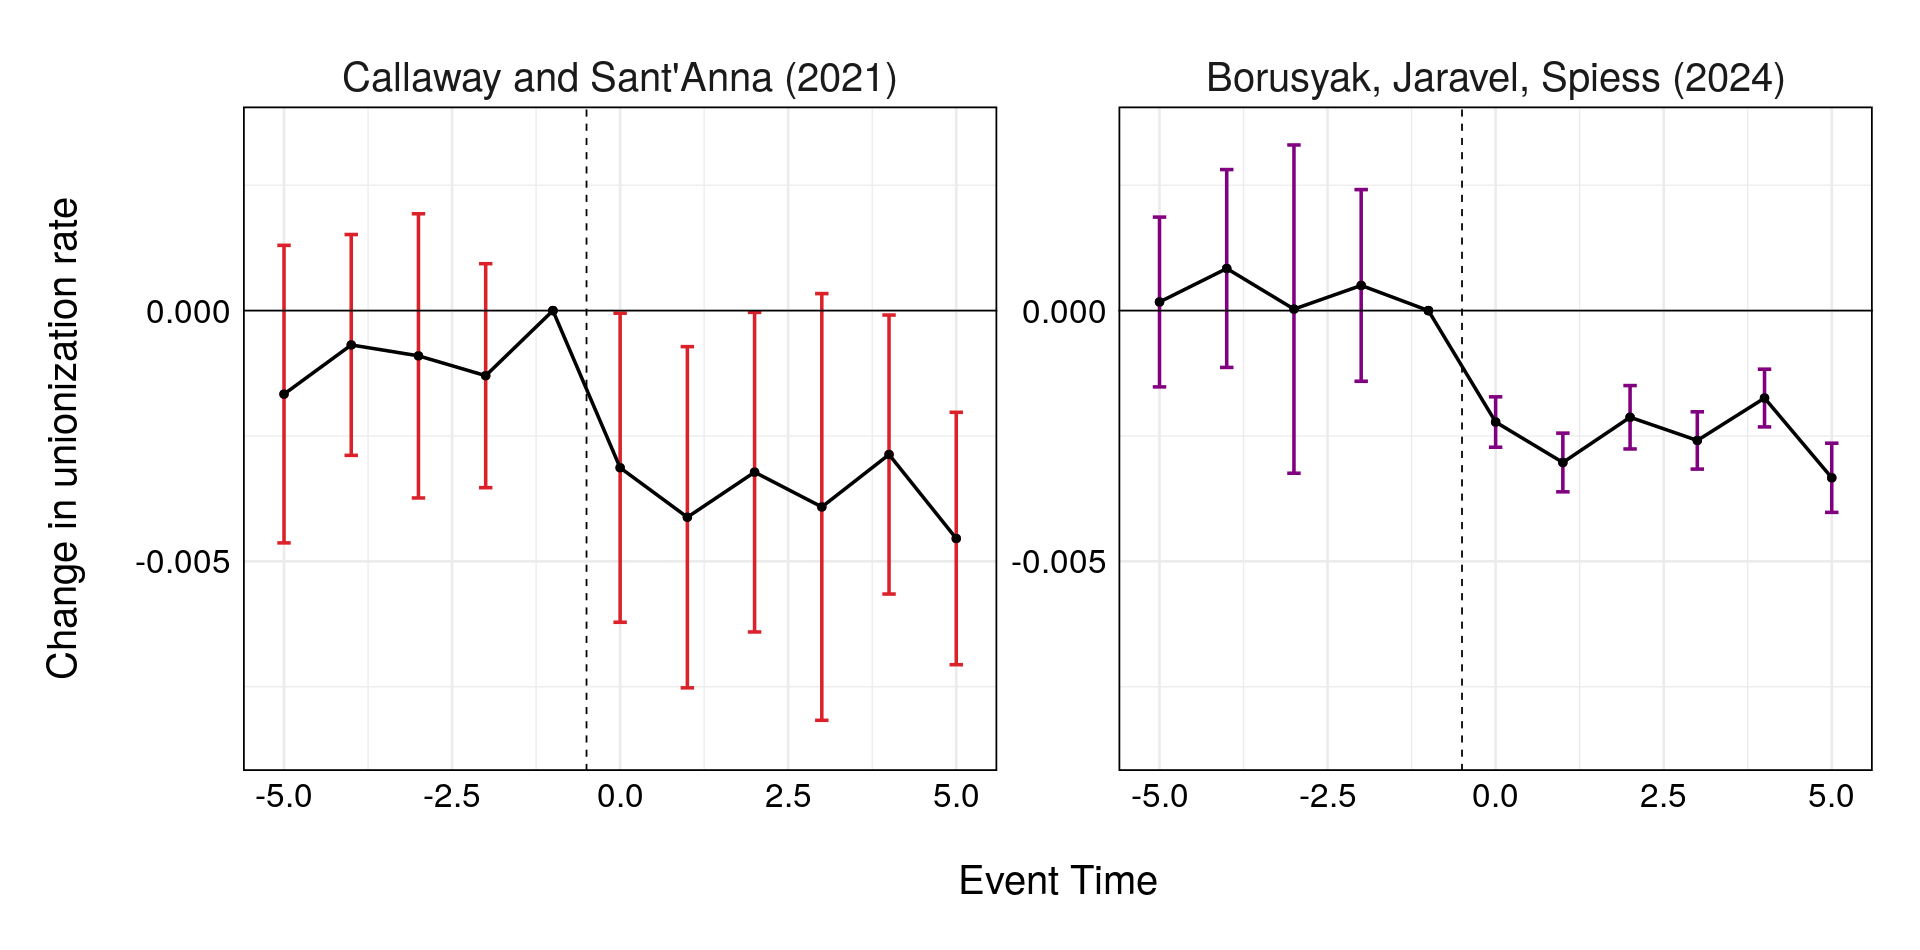 Callaway and Sant'Anna (2021)
Borusyak, Jaravel, Spiess (2024)
Change in unionization rate
0.000
-0.005
0.000
-0.005
-5.0 -2.5 0.0 2.5 5.0
-5.0 -2.5 0.0 2.5 5.0
Event Time